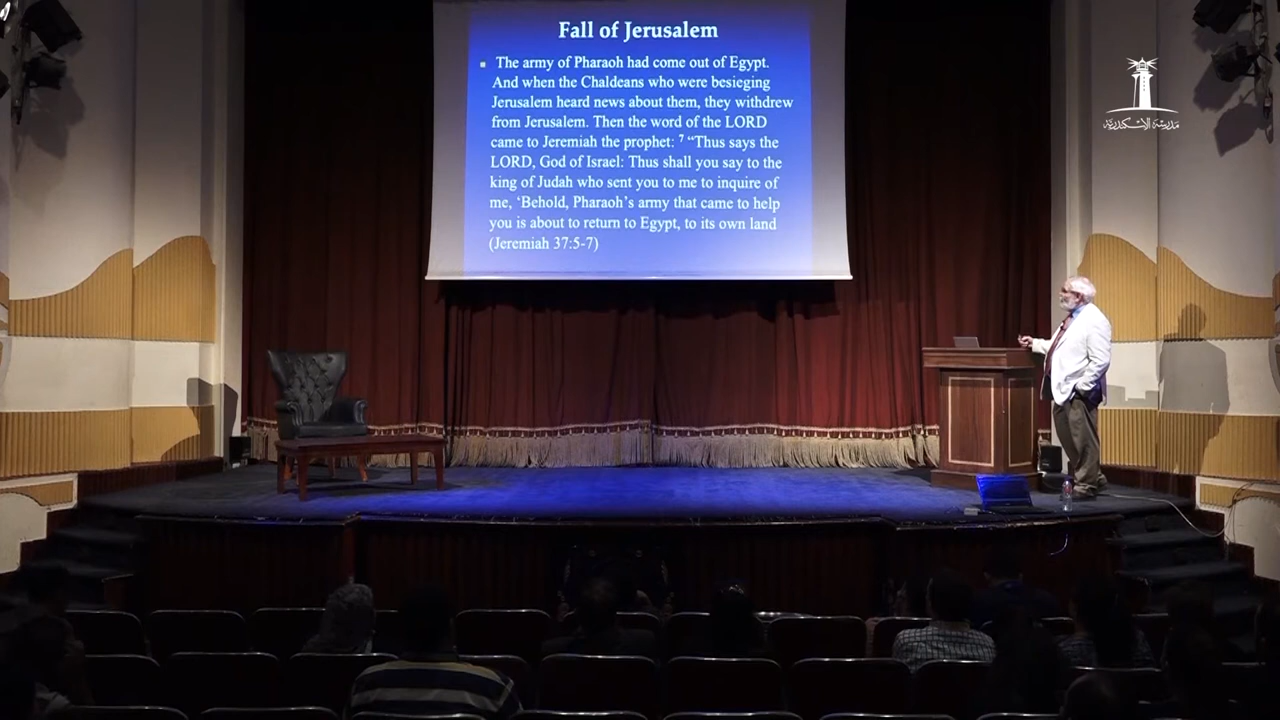 Fall of Jerusalem
The army of Pharaoh had come out of Egypt.
And when the Chaldeans who were besieging
Jerusalem heard news about them, they withdrew
from Jerusalem. Then the word of the LORD
came to Jeremiah the prophet: ⁷ “Thus says the
LORD, God of Israel: Thus shall you say to the
king of Judah who sent you to me to inquire of
me, ‘Behold, Pharaoh’s army that came to help
you is about to return to Egypt, to its own land
(Jeremiah 37:5-7)
مدرسة الإسكندرية